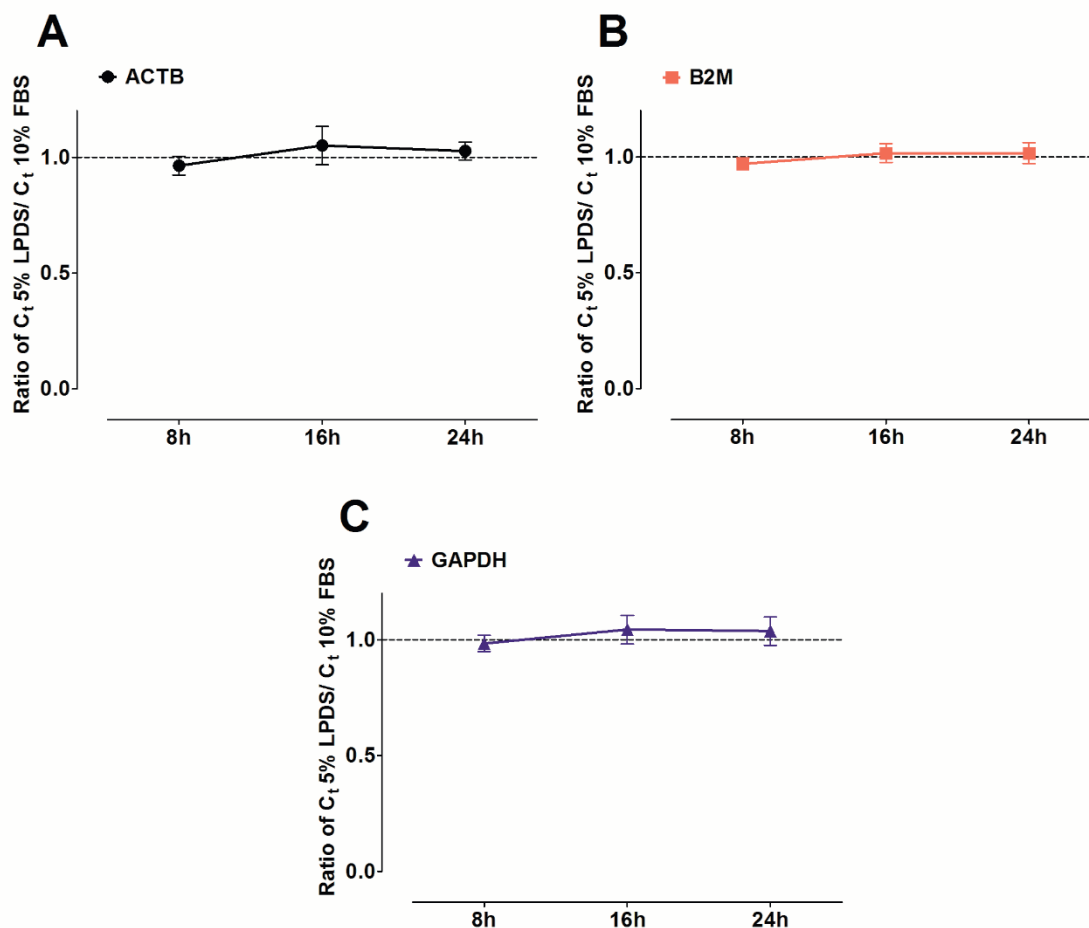 A
ACTB
Ratio of Cₜ 5% LPDS/ Cₜ 10% FBS
1.0
0.5
0.0
8h 16h 24h
B
B2M
Ratio of Cₜ 5% LPDS/ Cₜ 10% FBS
1.0
0.5
0.0
8h 16h 24h
C
GAPDH
Ratio of Cₜ 5% LPDS/ Cₜ 10% FBS
1.0
0.5
0.0
8h 16h 24h